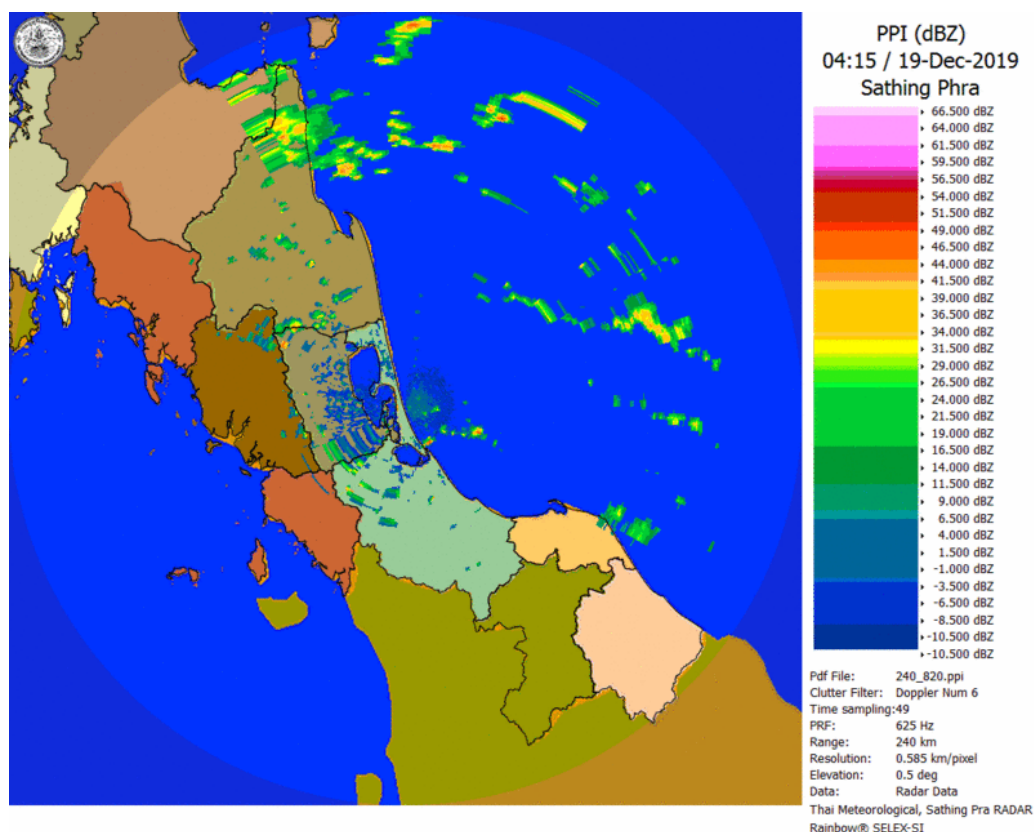 PPI (dBZ)
04:15 / 19-Dec-2019
Sathing Phra
66.500 dBZ
64.000 dBZ
61.500 dBZ
59.500 dBZ
56.500 dBZ
54.000 dBZ
51.500 dBZ
49.000 dBZ
46.500 dBZ
44.000 dBZ
41.500 dBZ
39.000 dBZ
36.500 dBZ
34.000 dBZ
31.500 dBZ
29.000 dBZ
26.500 dBZ
24.000 dBZ
21.500 dBZ
19.000 dBZ
16.500 dBZ
14.000 dBZ
11.500 dBZ
9.000 dBZ
6.500 dBZ
4.000 dBZ
1.500 dBZ
-1.000 dBZ
-3.500 dBZ
-6.500 dBZ
-8.500 dBZ
-10.500 dBZ
-10.500 dBZ
Pdf File: 240_820.ppi
Clutter Filter: Doppler Num 6
Time sampling:49
PRF: 625 Hz
Range: 240 km
Resolution: 0.585 km/pixel
Elevation: 0.5 deg
Data: Radar Data
Thai Meteorological, Sathing Pra RADAR
Rainbow® SELEX-SI